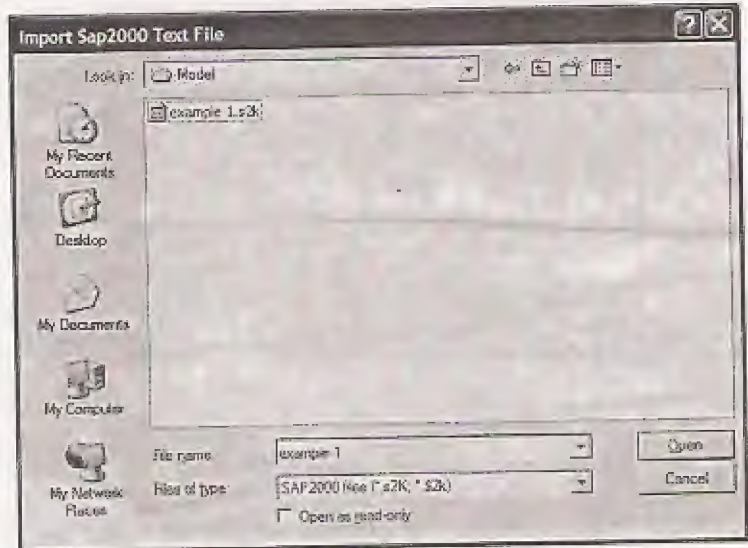 Import Sap2000 Text File
Look in: Model
example 1.s2k
My Recent
Documents
Desktop
My Documents
My Computer
My Network
Places
File name: example 1
Files of type: SAP2000 files (*.s2K; *.$2k)
Open as read-only
Open
Cancel